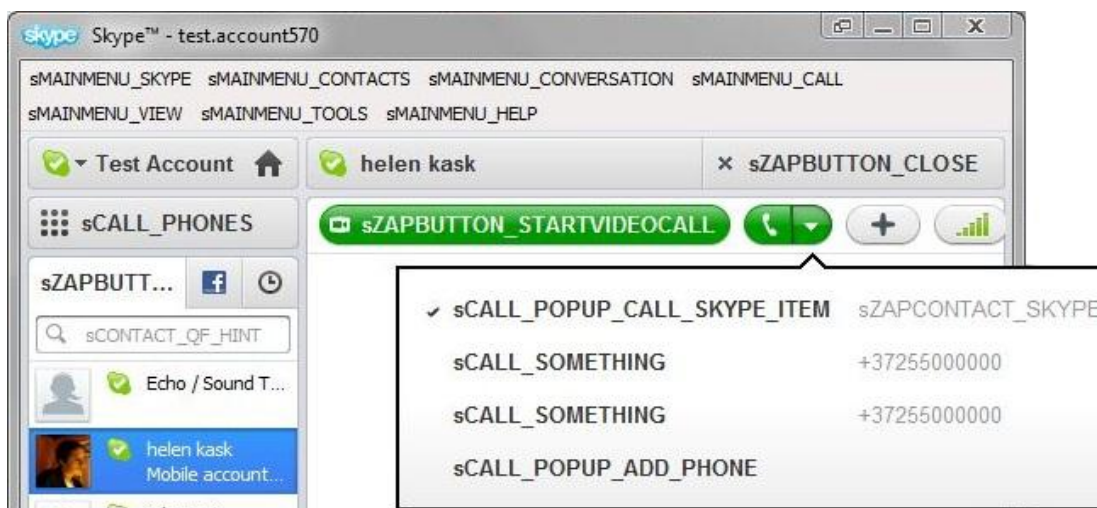 skype Skype™ - test.account570
sMAINMENU_SKYPE sMAINMENU_CONTACTS sMAINMENU_CONVERSATION sMAINMENU_CALL
sMAINMENU_VIEW sMAINMENU_TOOLS sMAINMENU_HELP
Test Account helen kask × sZAPBUTTON_CLOSE
sCALL_PHONES sZAPBUTTON_STARTVIDEOCALL
sZAPBUTT...
sCALL_POPUP_CALL_SKYPE_ITEM sZAPCONTACT_SKYPE
sCONTACT_QF_HINT
sCALL_SOMETHING +37255000000
Echo / Sound T...
sCALL_SOMETHING +37255000000
helen kask
Mobile account...
sCALL_POPUP_ADD_PHONE